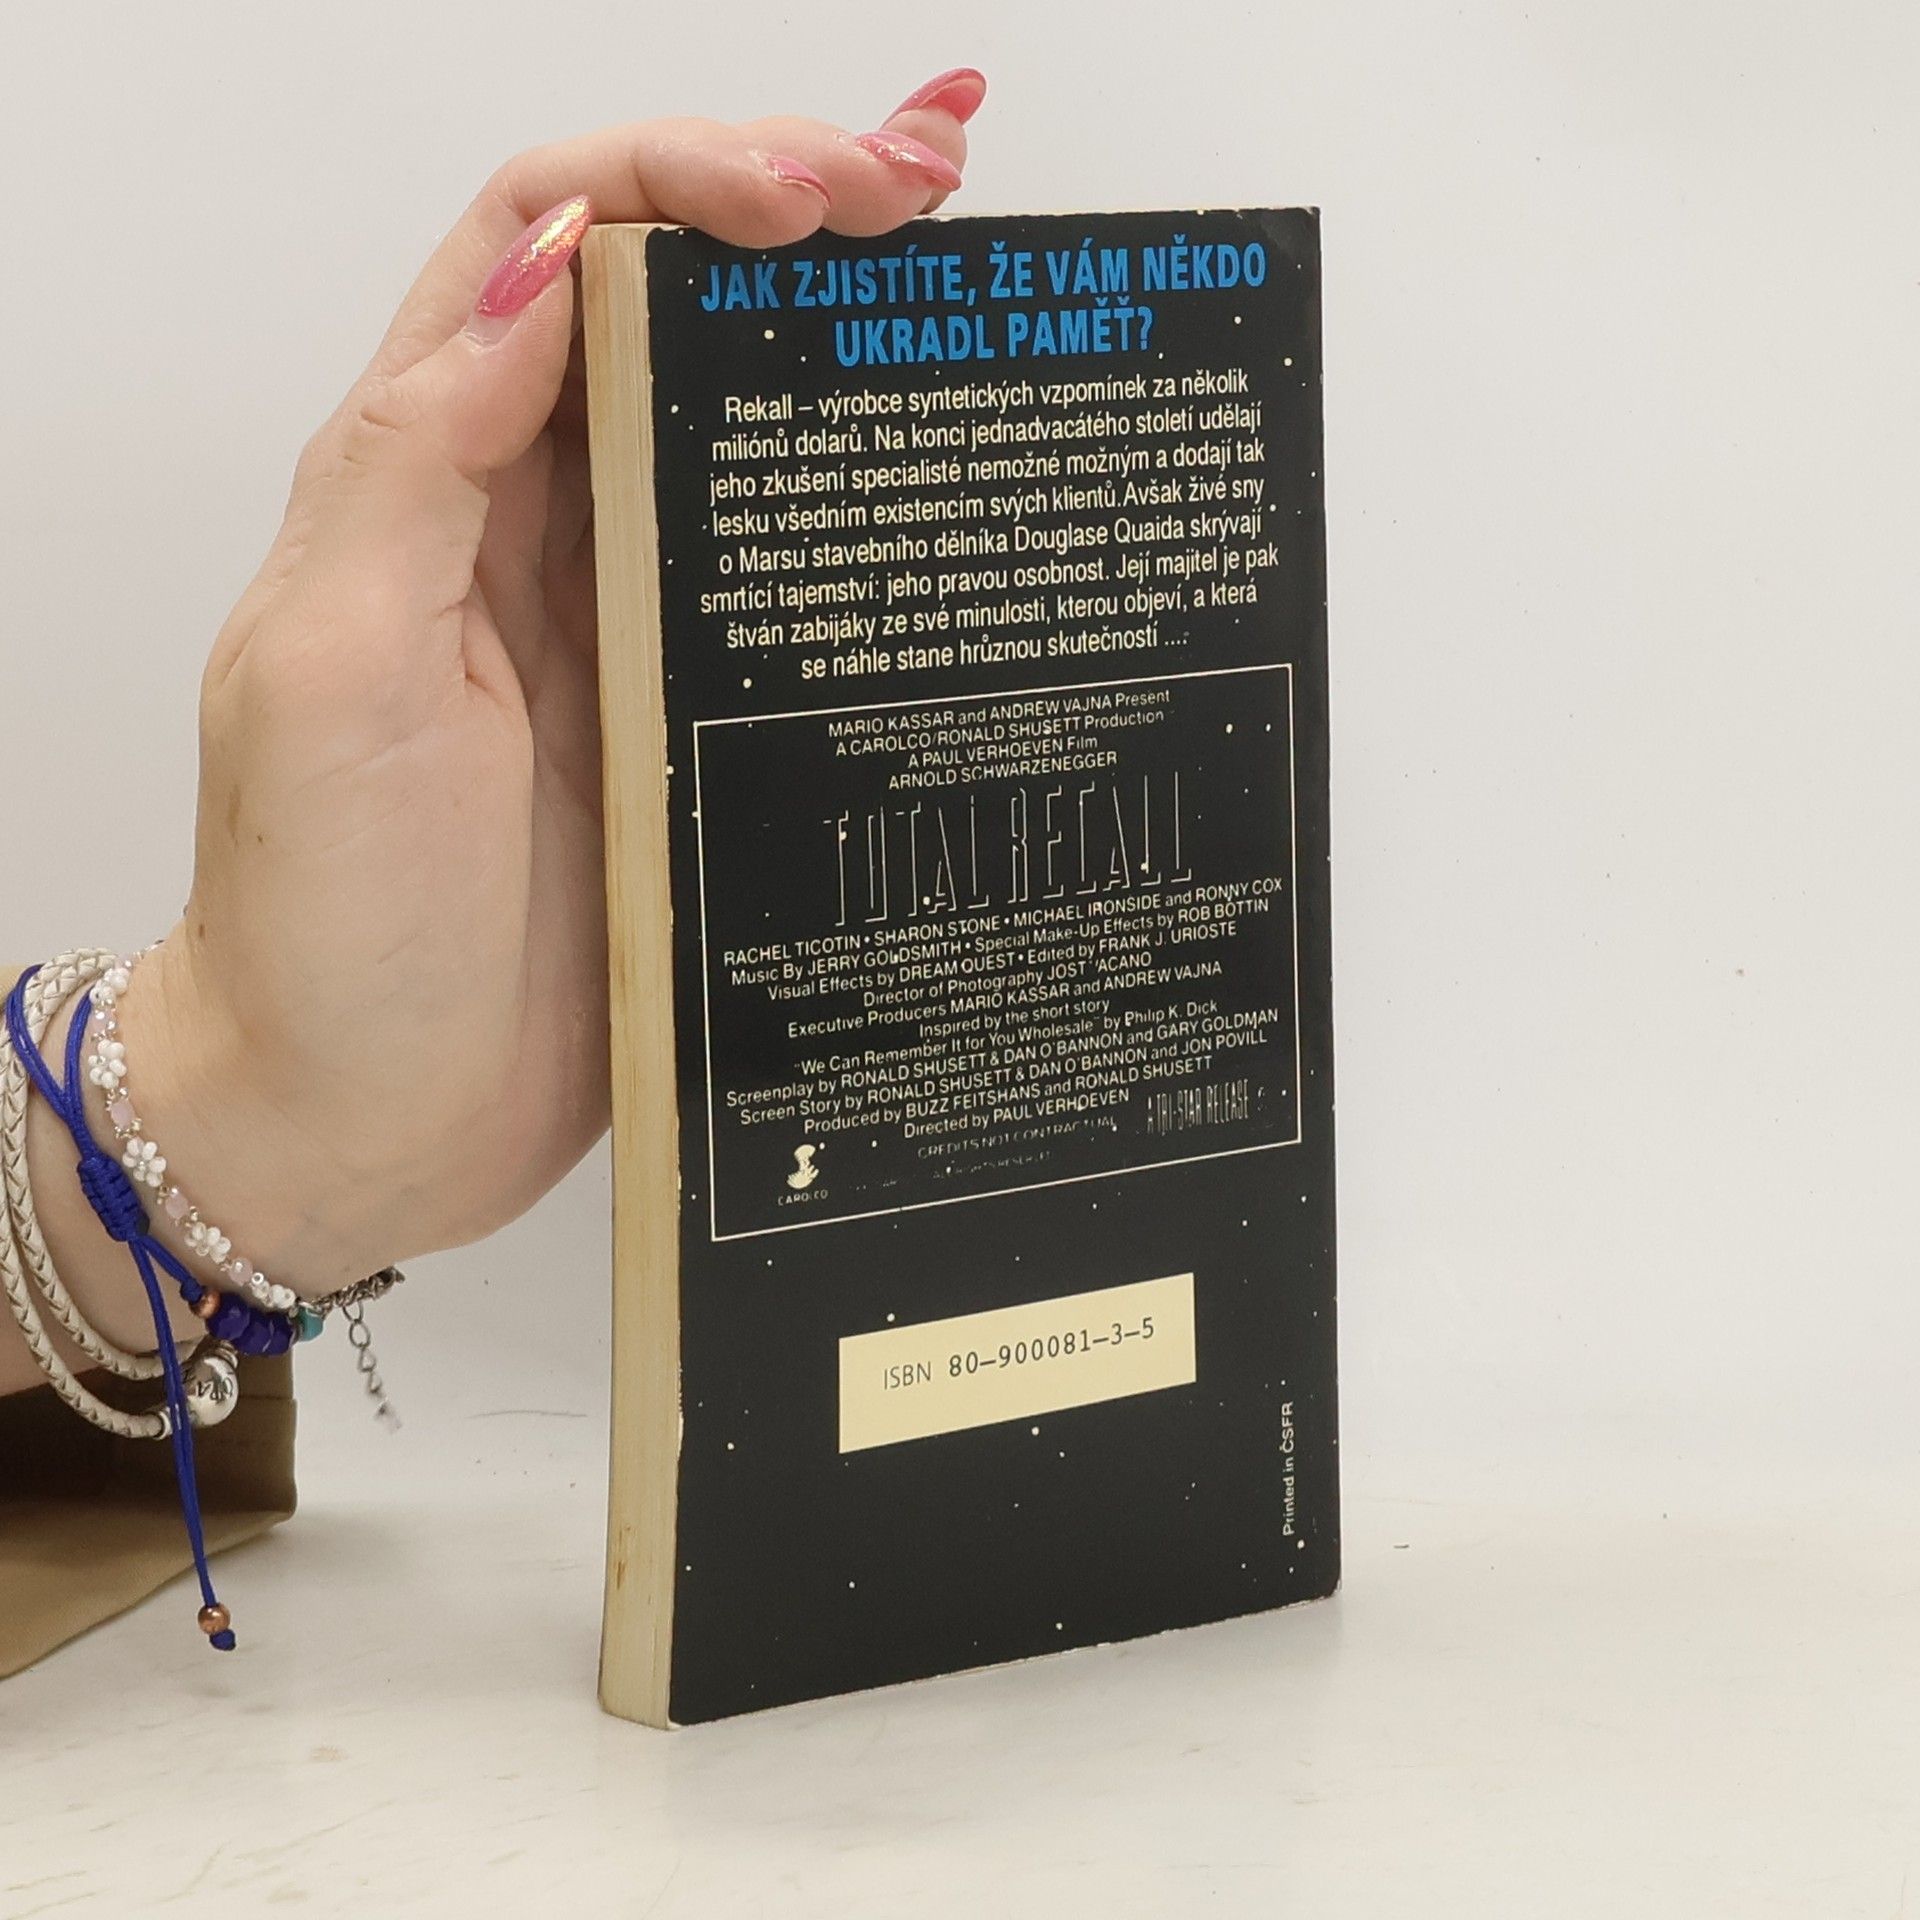 JAK ZJISTÍTE, ŽE VÁM NĚKDO
UKRADL PAMĚŤ?
Rekall – výrobce syntetických vzpomínek za několik
miliónů dolarů. Na konci jednadvacátého století udělají
jeho zkušení specialisté nemožné možným a dodají tak
lesku všedním existencím svých klientů. Avšak živé sny
o Marsu stavebního dělníka Douglase Quaida skrývají
smrtící tajemství: jeho pravou osobnost. Její majitel je pak
štván zabijáky ze své minulosti, kterou objeví, a která
se náhle stane hrůznou skutečností ....
MARIO KASSAR and ANDREW VAJNA Present
A CAROLCO/RONALD SHUSETT Production
A PAUL VERHOEVEN Film
ARNOLD SCHWARZENEGGER
TOTAL RECALL
RACHEL TICOTIN • SHARON STONE • MICHAEL IRONSIDE and RONNY COX
Music By JERRY GOLDSMITH • Special Make-Up Effects by ROB BOTTIN
Visual Effects by DREAM QUEST • Edited by FRANK J. URIOSTE
Director of Photography JOST VACANO
Executive Producers MARIO KASSAR and ANDREW VAJNA
Inspired by the short story
"We Can Remember It for You Wholesale" by Philip K. Dick
Screenplay by RONALD SHUSETT & DAN O'BANNON and GARY GOLDMAN
Screen Story by RONALD SHUSETT & DAN O'BANNON and JON POVILL
Produced by BUZZ FEITSHANS and RONALD SHUSETT
Directed by PAUL VERHOEVEN
A TRI-STAR RELEASE
CREDITS NOT CONTRACTUAL
CAROLCO
ISBN 80–900081–3–5
Printed in ČSFR